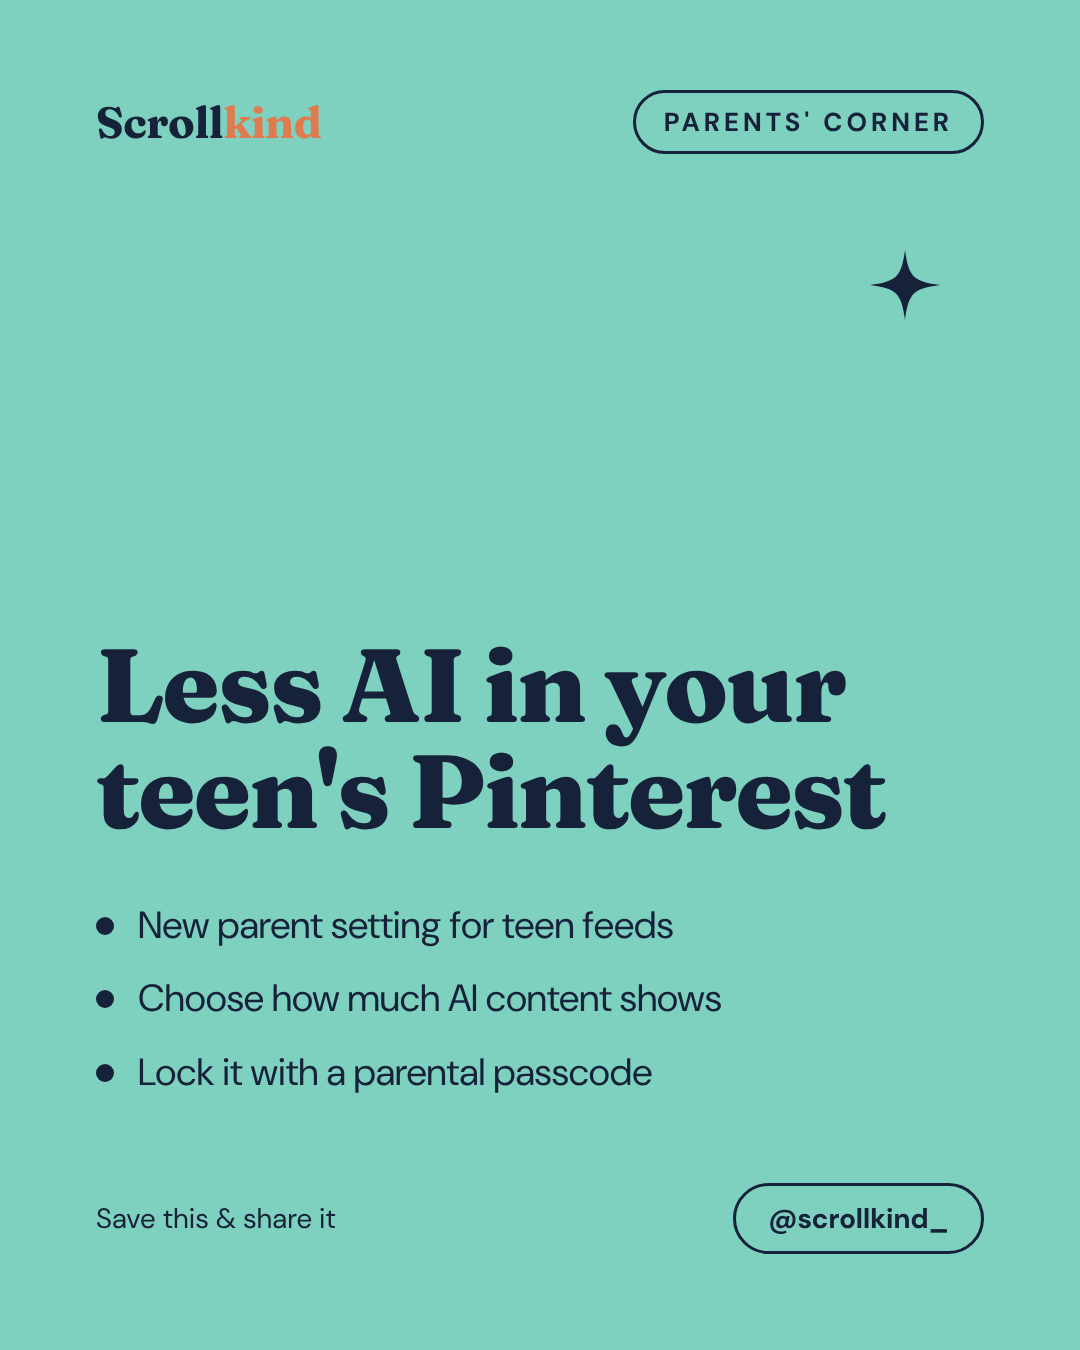 Scrollkind
PARENTS' CORNER
Less AI in your
teen's Pinterest
New parent setting for teen feeds
Choose how much AI content shows
Lock it with a parental passcode
Save this & share it
@scrollkind_